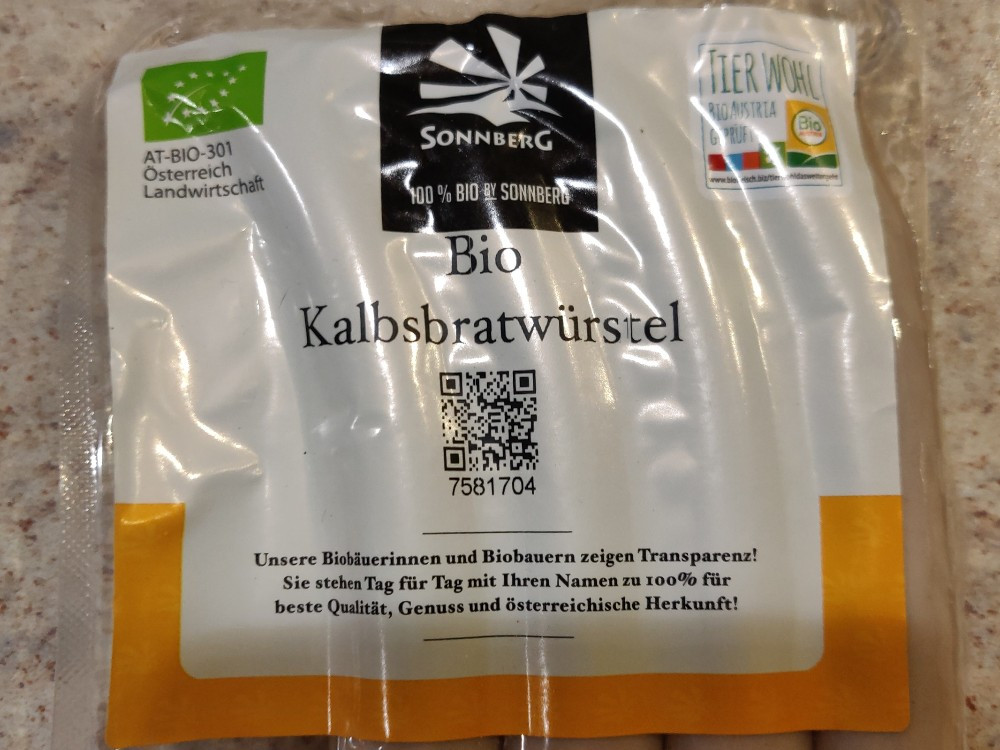 AT-BIO-301
Österreich
Landwirtschaft
SONNBERG
100 % BIO BY SONNBERG
TIER WOHL
BIO AUSTRIA
GEPRÜFT
Bio
Bio
Kalbsbratwürstel
7581704
Unsere Biobäuerinnen und Biobauern zeigen Transparenz!
Sie stehen Tag für Tag mit Ihren Namen zu 100% für
beste Qualität, Genuss und österreichische Herkunft!